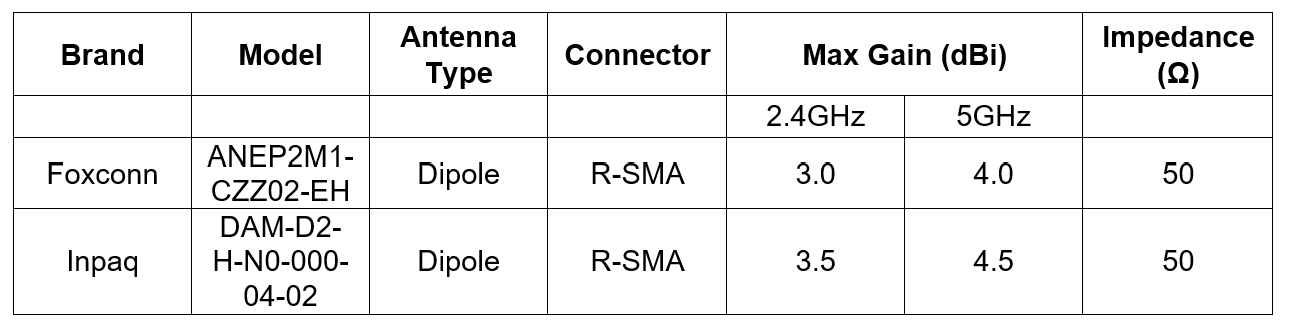 Brand Model Antenna Type Connector Max Gain (dBi) Impedance (Ω)
2.4GHz 5GHz
Foxconn ANEP2M1-CZZ02-EH Dipole R-SMA 3.0 4.0 50
Inpaq DAM-D2-H-N0-000-04-02 Dipole R-SMA 3.5 4.5 50